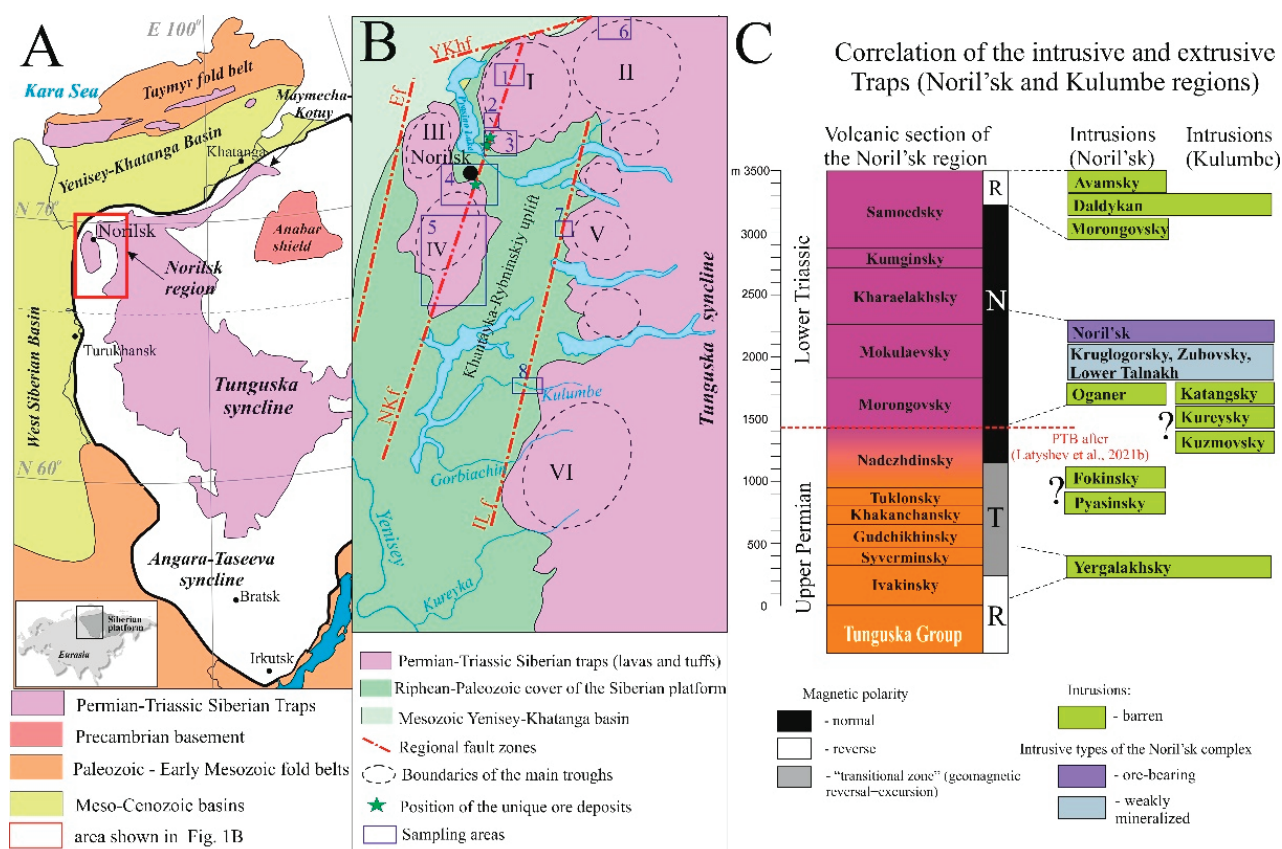 A
E 100°
Kara Sea
Taymyr fold belt
Maymecha-
Kotuy
Yenisey-Khatanga Basin
Khatanga
N 70°
Norilsk
Anabar
shield
Norilsk
region
West Siberian Basin
Turukhansk
Tunguska
syncline
N 60°
Angara-Taseeva
syncline
Bratsk
Irkutsk
Siberian
platform
Eurasia
Permian-Triassic Siberian Traps
Precambrian basement
Paleozoic - Early Mesozoic fold belts
Meso-Cenozoic basins
area shown in Fig. 1B
B
YKhf
6
Ef
1
I
II
2
III
3
Norilsk
4
5
IV
7
V
Khantayka-Rybninskiy uplift
Tunguska syncline
8
Kulumbe
NKf
Gorbiachin
VI
ILf
Yenisey
Kureyka
Permian-Triassic Siberian traps (lavas and tuffs)
Riphean-Paleozoic cover of the Siberian platform
Mesozoic Yenisey-Khatanga basin
Regional fault zones
Boundaries of the main troughs
Position of the unique ore deposits
Sampling areas
C
Correlation of the intrusive and extrusive
Traps (Noril'sk and Kulumbe regions)
Volcanic section of
the Noril'sk region
Intrusions
(Noril'sk)
Intrusions
(Kulumbe)
m 3500
3000
2500
2000
1500
1000
500
0
Lower Triassic
Upper Permian
Samoedsky
Kumginsky
Kharaelakhsky
Mokulaevsky
Morongovsky
Nadezhdinsky
Tuklonsky
Khakanchansky
Gudchikhinsky
Syverminsky
Ivakinsky
Tunguska Group
R
N
T
R
Avamsky
Daldykan
Morongovsky
Noril'sk
Kruglogorsky, Zubovsky,
Lower Talnakh
Oganer
Katangsky
?
Kureysky
Kuzmovsky
PTB after
(Latyshev et al., 2021b)
?
Fokinsky
Pyasinsky
Yergalakhsky
Magnetic polarity
- normal
- reverse
- "transitional zone" (geomagnetic
reversal-excursion)
Intrusions:
- barren
Intrusive types of the Noril'sk complex
- ore-bearing
- weakly
mineralized